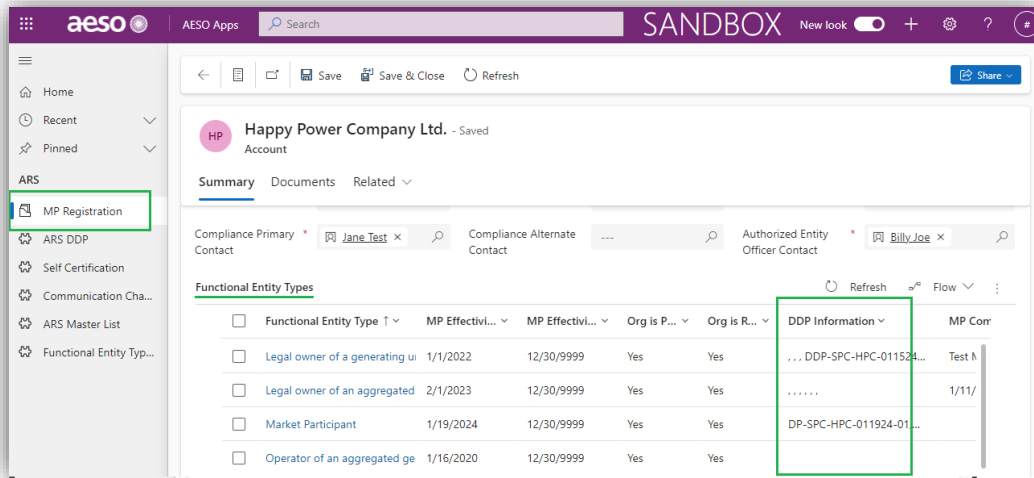 aeso AESO Apps Search SANDBOX New look + ? #
Save Save & Close Refresh Share
Home
Recent
Pinned
ARS
MP Registration
ARS DDP
Self Certification
Communication Cha...
ARS Master List
Functional Entity Typ...
HP Happy Power Company Ltd. - Saved
Account
Summary Documents Related
Compliance Primary Contact * Jane Test × Compliance Alternate Contact --- Authorized Entity Officer Contact * Billy Joe ×
Functional Entity Types Refresh Flow
Functional Entity Type ↑ MP Effectivi... MP Effectivi... Org is P... Org is R... DDP Information MP Com
Legal owner of a generating u 1/1/2022 12/30/9999 Yes Yes , , , DDP-SPC-HPC-011524... Test
Legal owner of an aggregated 2/1/2023 12/30/9999 Yes Yes , , , , , , 1/11/
Market Participant 1/19/2024 12/30/9999 Yes Yes DP-SPC-HPC-011924-01,...
Operator of an aggregated ge 1/16/2020 12/30/9999 Yes Yes